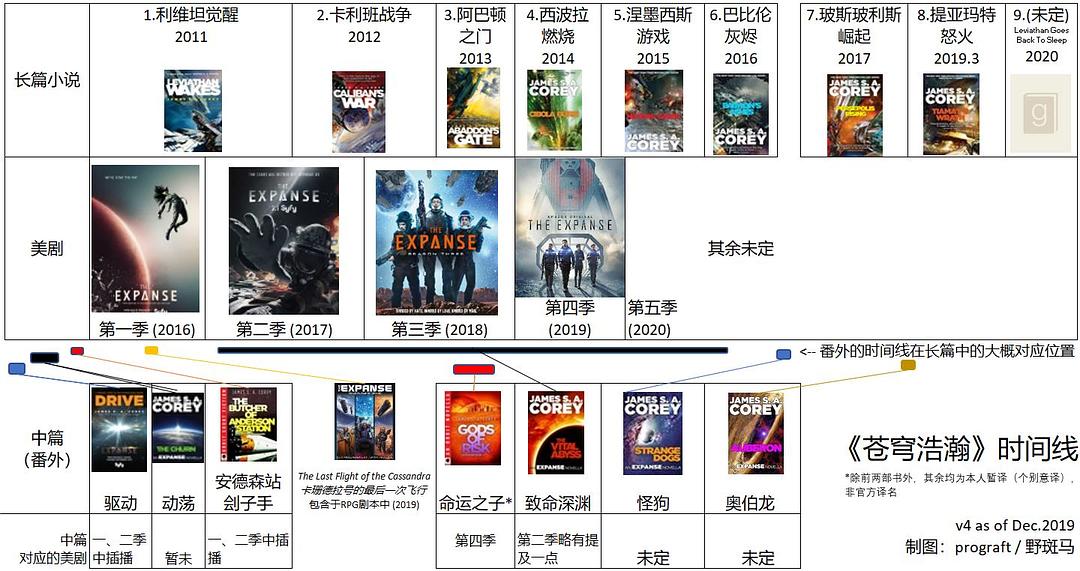 长篇小说
1.利维坦觉醒
2011
2.卡利班战争
2012
3.阿巴顿
之门
2013
4.西波拉
燃烧
2014
5.涅墨西斯
游戏
2015
6.巴比伦
灰烬
2016
7.玻斯玻利斯
崛起
2017
8.提亚玛特
怒火
2019.3
9.(未定)
Leviathan Goes
Back To Sleep
2020
LEVIATHAN
WAKES
CALIBAN'S
WAR
ABADDON'S
GATE
JAMES S. A.
COREY
CIBOLA BURN
JAMES S. A.
COREY
BABYLON'S
ASHES
JAMES S. A.
COREY
JAMES S. A.
COREY
PERSEPOLIS
RISING
JAMES S. A.
COREY
TIAMAT'S
WRATH
g
美剧
THE
EXPANSE
第一季 (2016)
THE
EXPANSE
Syfy
第二季 (2017)
THE
EXPANSE
SEASON THREE
第三季 (2018)
THE EXPANSE
第四季
(2019)
第五季
(2020)
其余未定
<-- 番外的时间线在长篇中的大概对应位置
中篇
(番外)
DRIVE
JAMES S. A. COREY
EXPANSE
Syfy
驱动
JAMES S. A.
COREY
THE CHURN
AN EXPANSE NOVELLA
动荡
JAMES S. A. COREY
THE
BUTCHER OF
ANDERSON
STATION
安德森站
刽子手
THE EXPANSE
The Last Flight of the Cassandra
卡珊德拉号的最后一次飞行
包含于RPG剧本中 (2019)
GODS
OF
RISK
命运之子*
JAMES S. A.
COREY
THE
VITAL
ABYSS
AN EXPANSE NOVELLA
致命深渊
JAMES S. A.
COREY
STRANGE
DOGS
AN EXPANSE NOVELLA
怪狗
JAMES S. A.
COREY
AUBERON
AN EXPANSE NOVELLA
奥伯龙
中篇
对应的美剧
一、二季
中插播
暂未
一、二季中插
播
第四季
第二季略有提
及一点
未定
未定
《苍穹浩瀚》时间线
*除前两部书外，其余均为本人暂译（个别意译），
非官方译名
v4 as of Dec.2019
制图：prograft / 野斑马